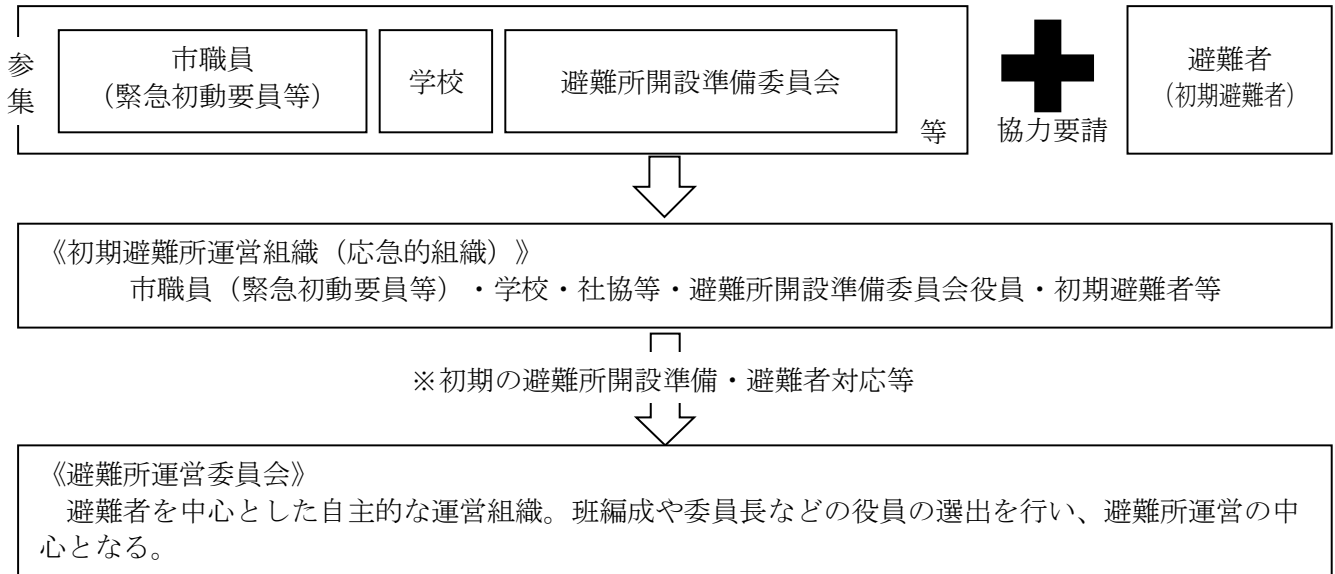 参集
市職員
（緊急初動要員等）
学校
避難所開設準備委員会
等
協力要請
避難者
（初期避難者）
《初期避難所運営組織（応急的組織）》
市職員（緊急初動要員等）・学校・社協等・避難所開設準備委員会役員・初期避難者等
※初期の避難所開設準備・避難者対応等
《避難所運営委員会》
避難者を中心とした自主的な運営組織。班編成や委員長などの役員の選出を行い、避難所運営の中
心となる。